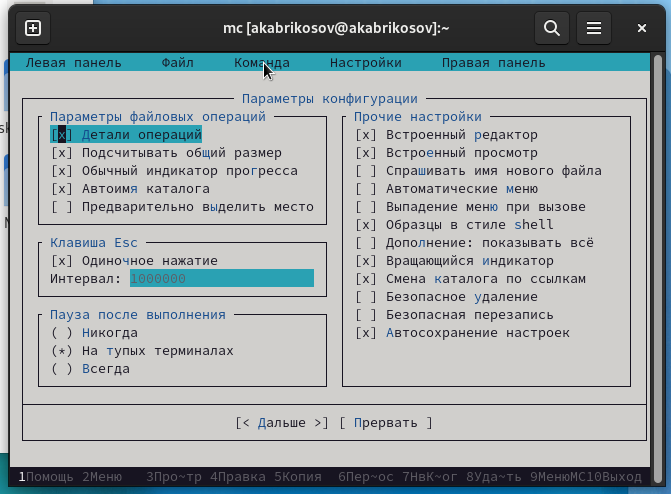 mc [akabrikosov@akabrikosov]:~
Левая панель Файл Команда Настройки Правая панель
Параметры конфигурации
Параметры файловых операций
[x] Детали операций
[x] Подсчитывать общий размер
[x] Обычный индикатор прогресса
[x] Автоимя каталога
[ ] Предварительно выделить место
Клавиша Esc
[x] Одиночное нажатие
Интервал: 1000000
Пауза после выполнения
( ) Никогда
(*) На тупых терминалах
( ) Всегда
Прочие настройки
[x] Встроенный редактор
[x] Встроенный просмотр
[ ] Спрашивать имя нового файла
[ ] Автоматические меню
[ ] Выпадение меню при вызове
[x] Образцы в стиле shell
[ ] Дополнение: показывать всё
[x] Вращающийся индикатор
[x] Смена каталога по ссылкам
[ ] Безопасное удаление
[ ] Безопасная перезапись
[x] Автосохранение настроек
[< Дальше >] [ Прервать ]
1Помощь 2Меню 3Про~тр 4Правка 5Копия 6Пер~ос 7НвК~ог 8Уда~ть 9МенюMC10Выход